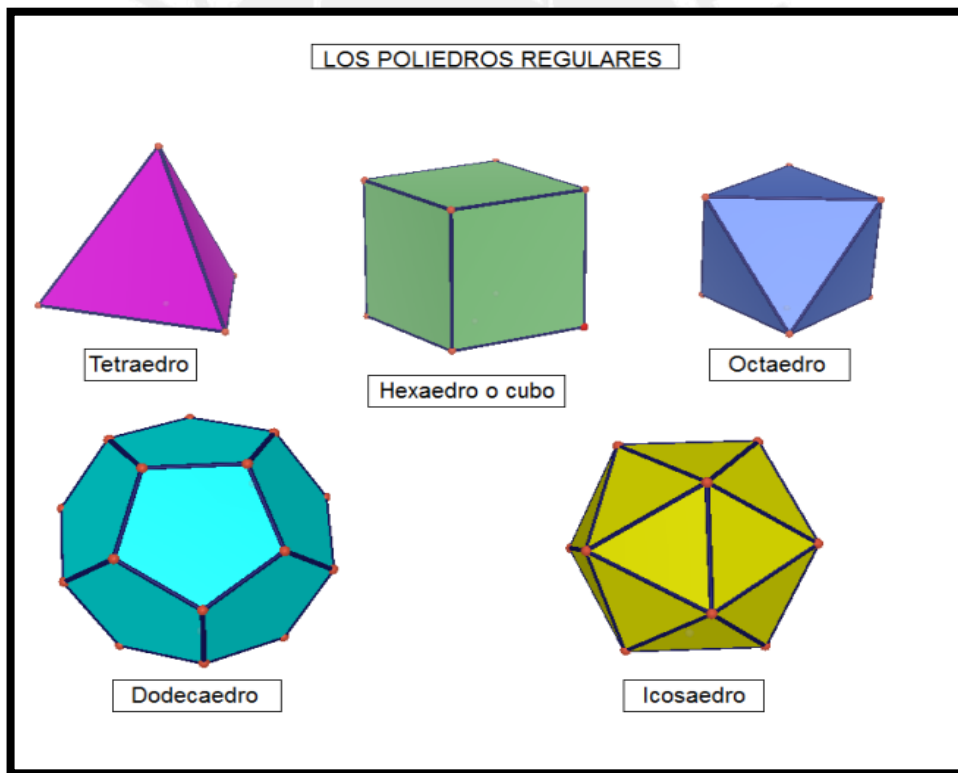 LOS POLIEDROS REGULARES
Tetraedro
Hexaedro o cubo
Octaedro
Dodecaedro
Icosaedro